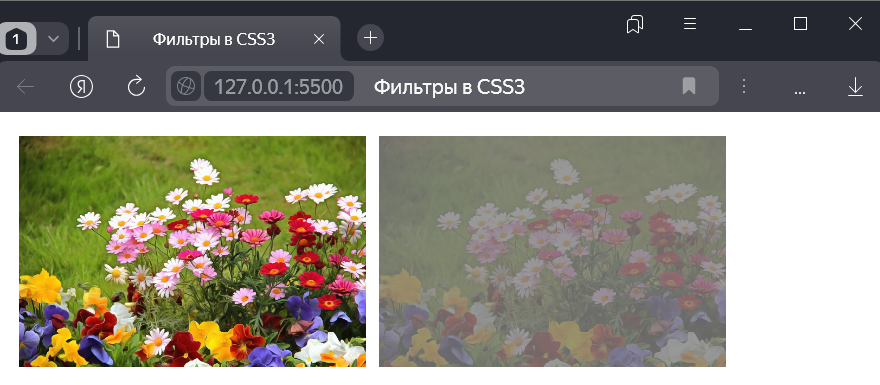 1
Фильтры в CSS3
Я
127.0.0.1:5500 Фильтры в CSS3
...